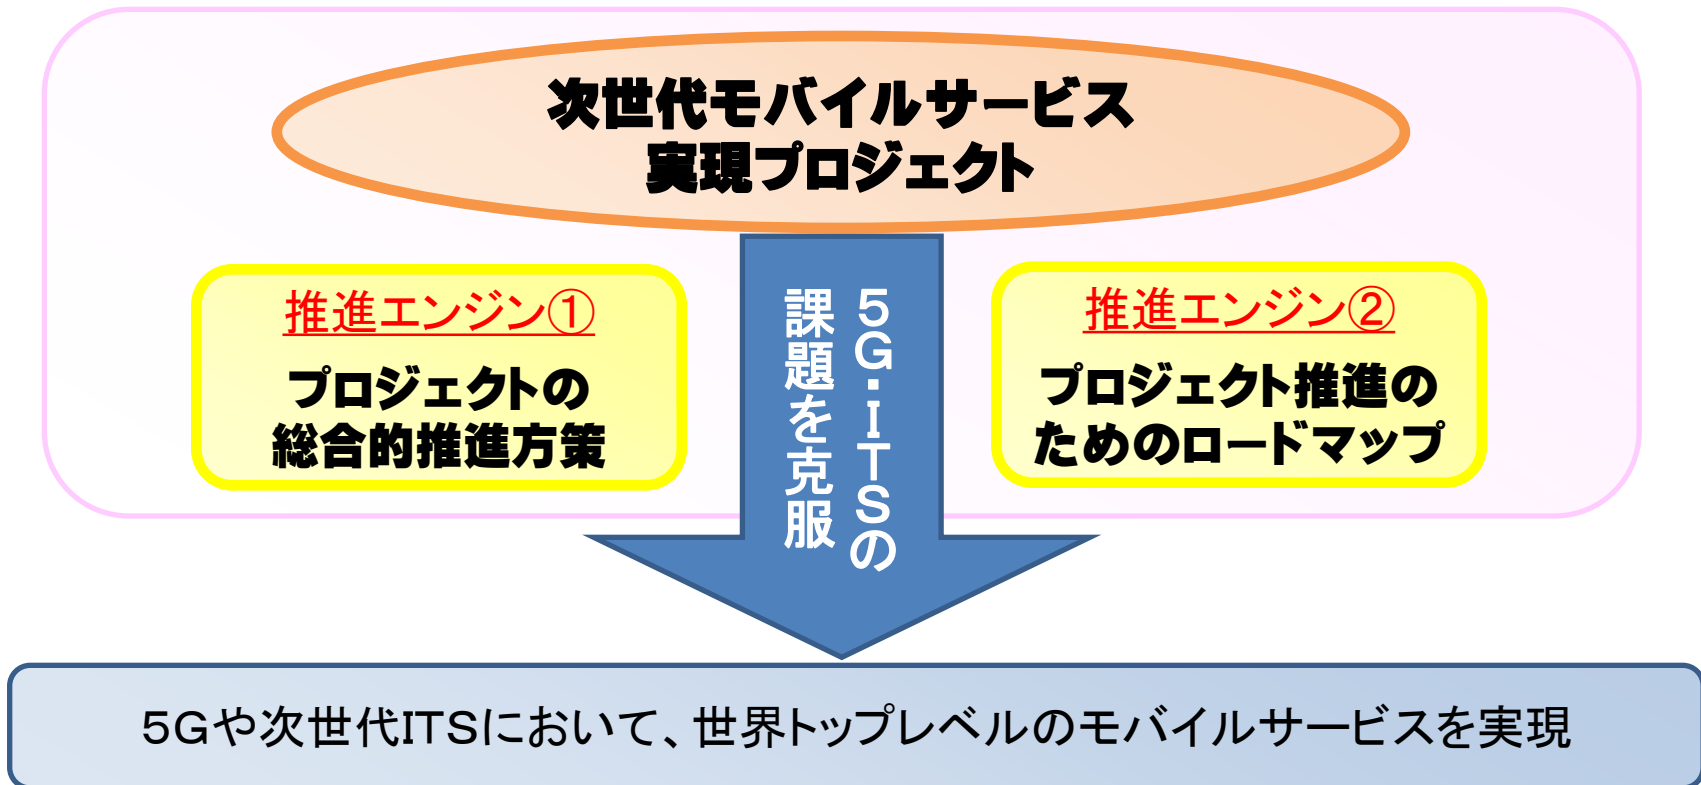 次世代モバイルサービス
実現プロジェクト
推進エンジン①
プロジェクトの
総合的推進方策
5G・ITSの
課題を克服
推進エンジン②
プロジェクト推進の
ためのロードマップ
5Gや次世代ITSにおいて、世界トップレベルのモバイルサービスを実現